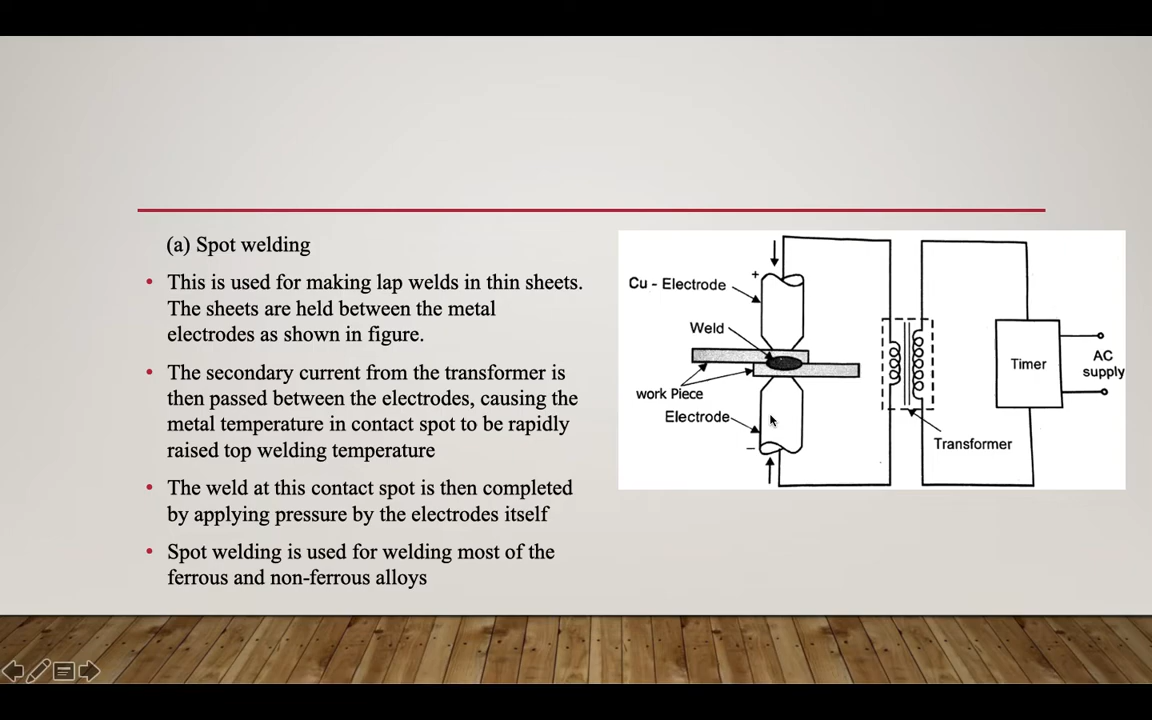 (a) Spot welding
• This is used for making lap welds in thin sheets.
The sheets are held between the metal
electrodes as shown in figure.
• The secondary current from the transformer is
then passed between the electrodes, causing the
metal temperature in contact spot to be rapidly
raised top welding temperature
• The weld at this contact spot is then completed
by applying pressure by the electrodes itself
• Spot welding is used for welding most of the
ferrous and non-ferrous alloys
+
Cu - Electrode
Weld
work Piece
Electrode
−
Transformer
Timer
AC
supply